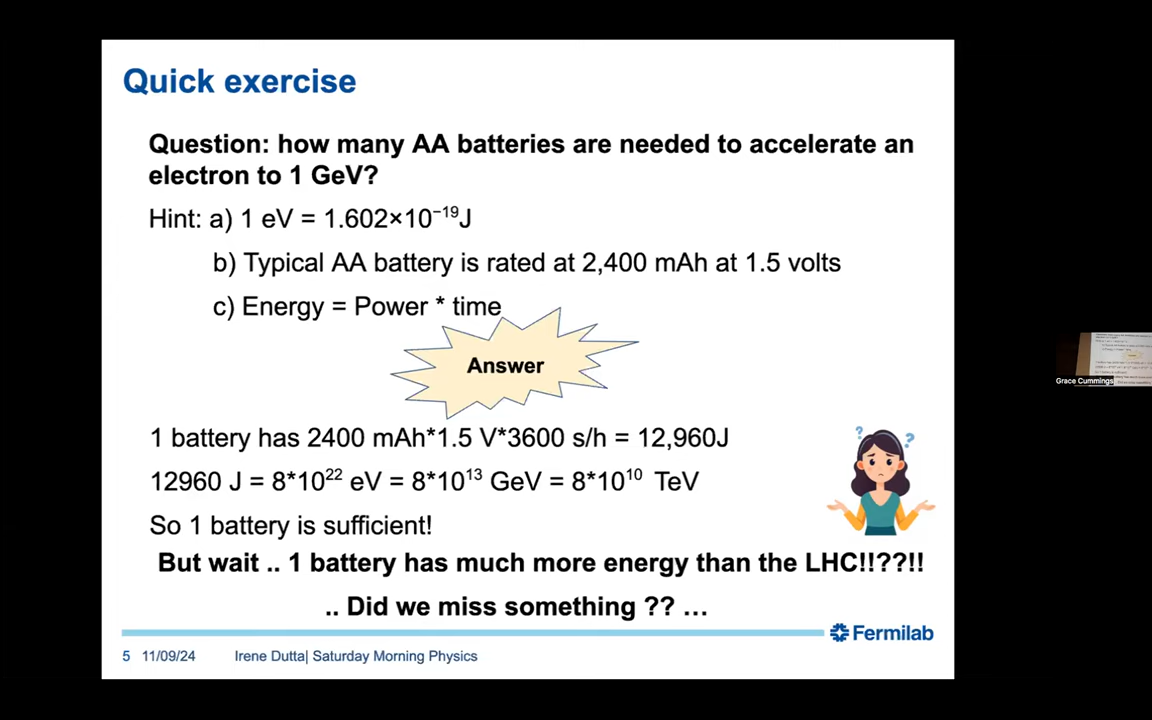 Quick exercise
Question: how many AA batteries are needed to accelerate an
electron to 1 GeV?
Hint: a) 1 eV = 1.602×10⁻¹⁹J
b) Typical AA battery is rated at 2,400 mAh at 1.5 volts
c) Energy = Power * time
Answer
1 battery has 2400 mAh*1.5 V*3600 s/h = 12,960J
12960 J = 8*10²² eV = 8*10¹³ GeV = 8*10¹⁰ TeV
So 1 battery is sufficient!
But wait .. 1 battery has much more energy than the LHC!!??!!
.. Did we miss something ?? ...
Fermilab
5 11/09/24 Irene Dutta| Saturday Morning Physics
Grace Cummings